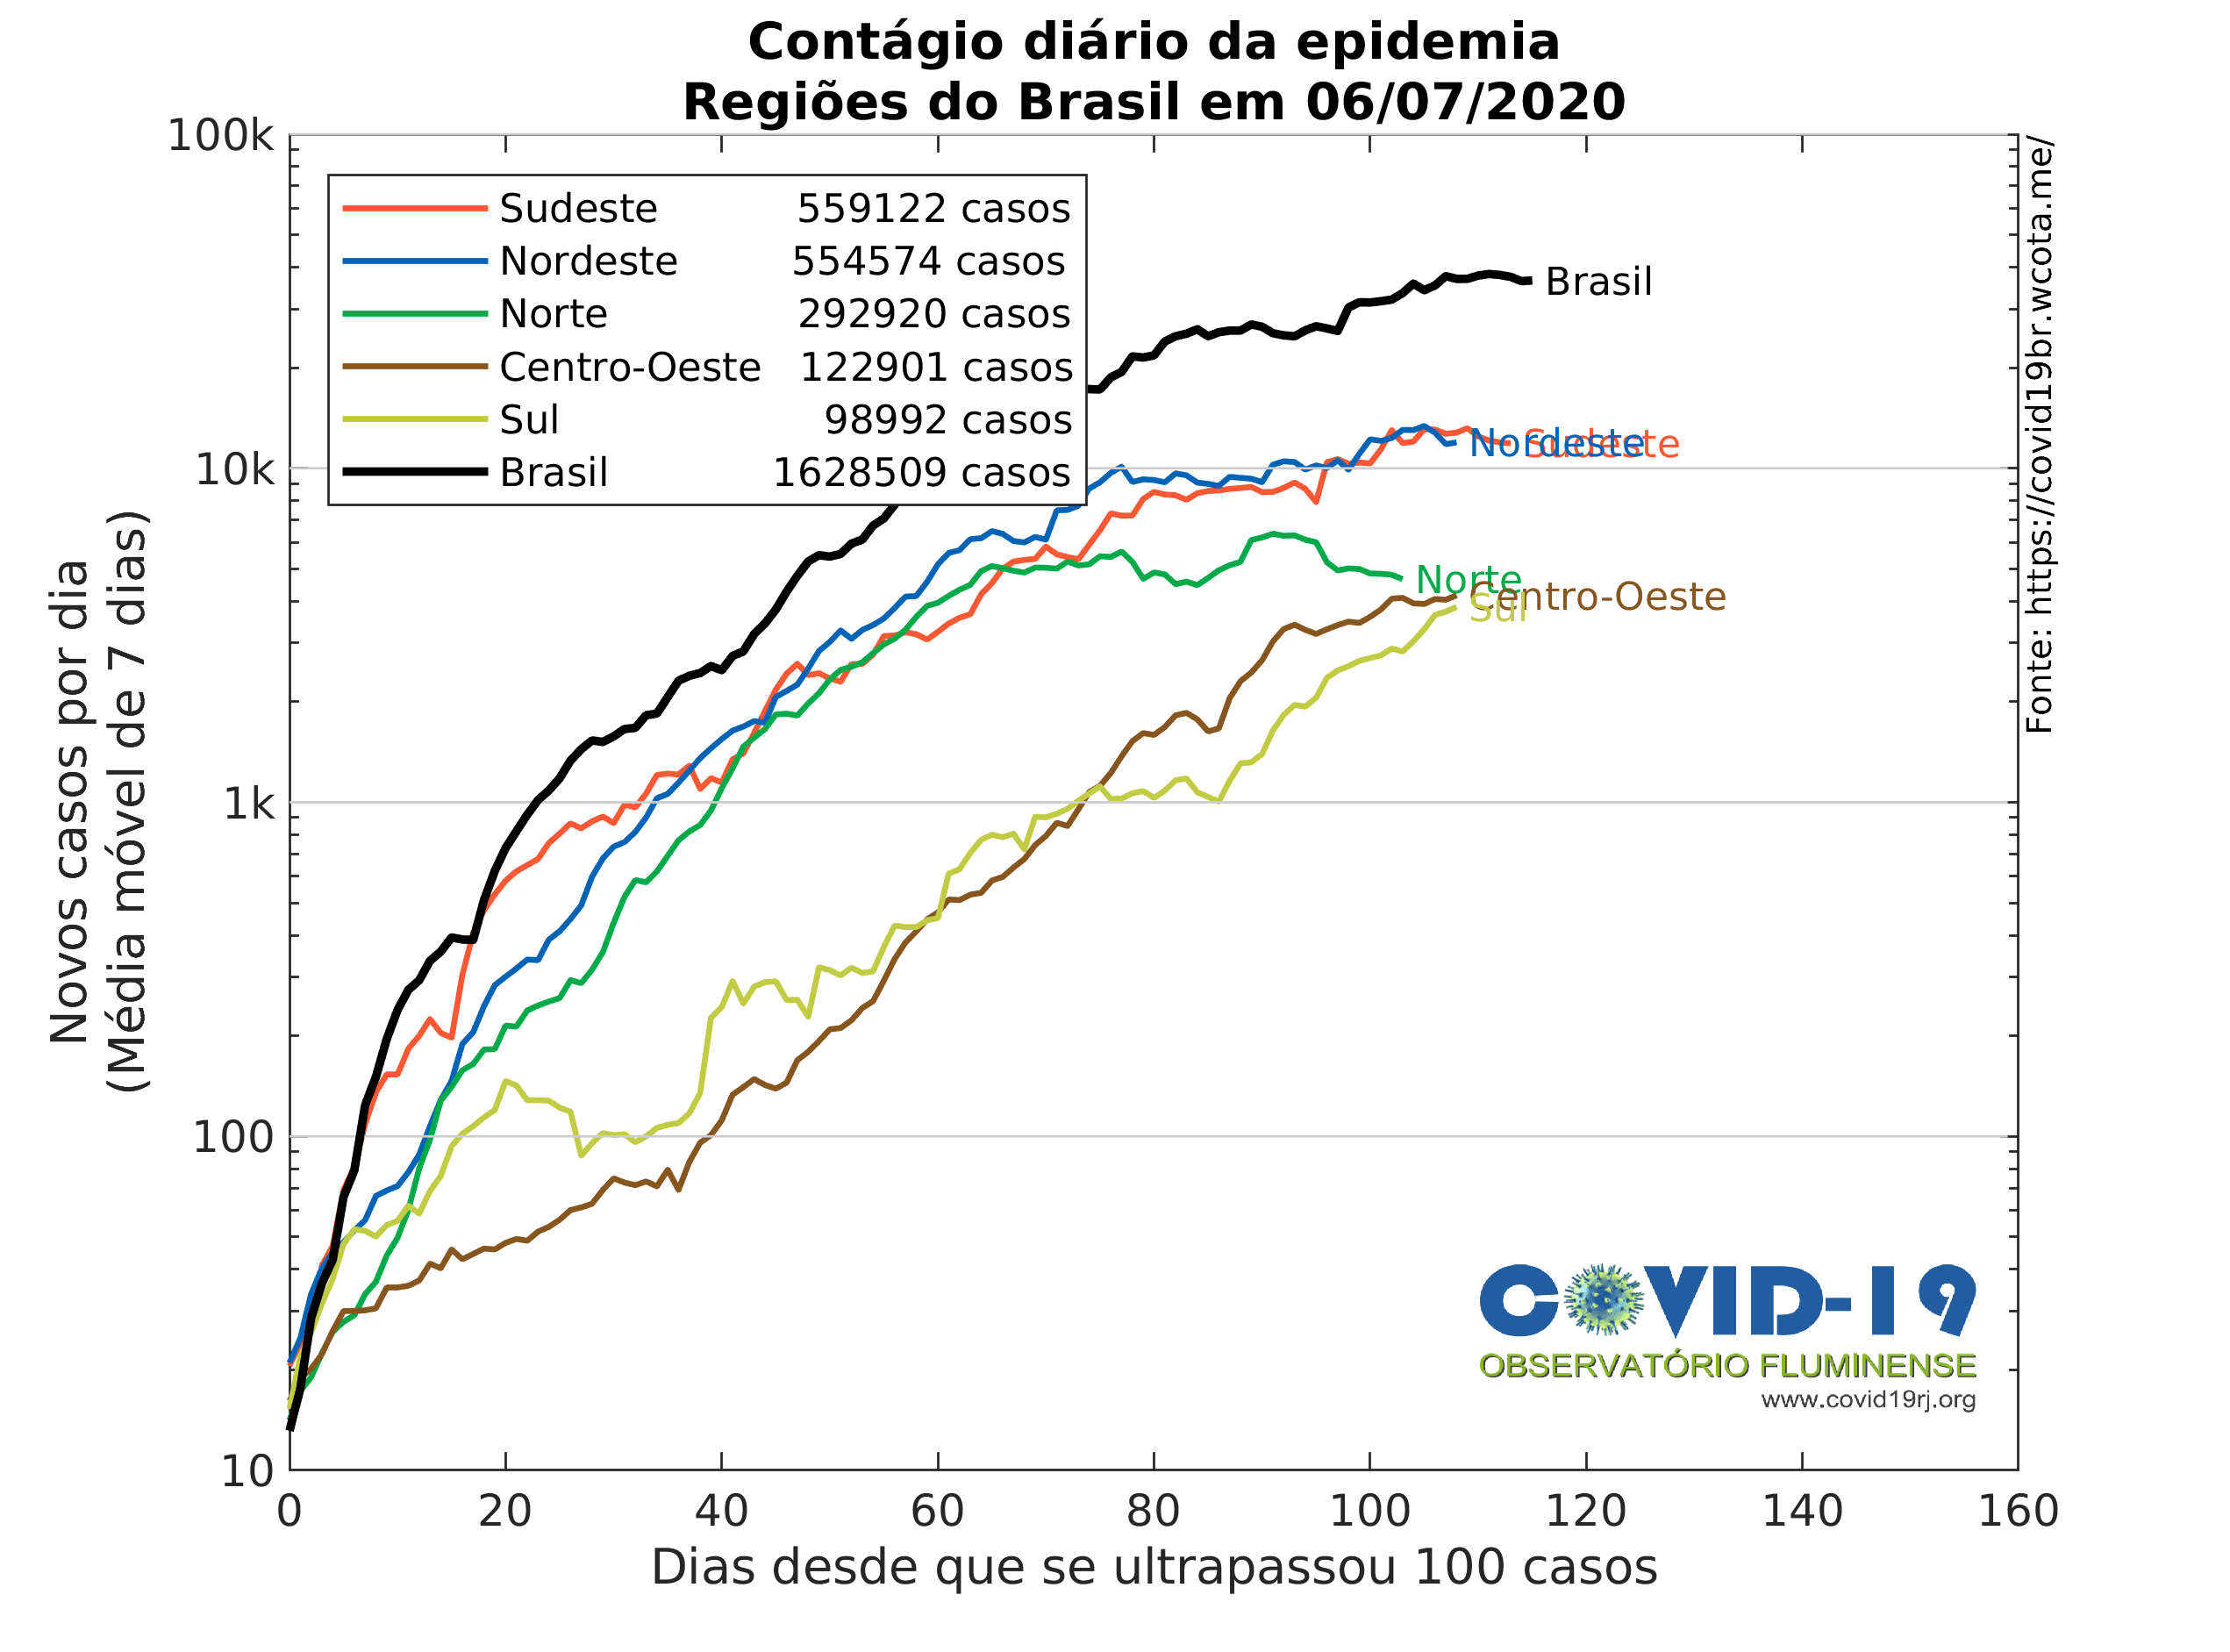 Contágio diário da epidemia
Regiões do Brasil em 06/07/2020
100k
10k
1k
100
10
Novos casos por dia
(Média móvel de 7 dias)
Sudeste 559122 casos
Nordeste 554574 casos
Norte 292920 casos
Centro-Oeste 122901 casos
Sul 98992 casos
Brasil 1628509 casos
Brasil
Nordeste
Sudeste
Norte
Centro-Oeste
Sul
Fonte: https://covid19br.wcota.me/
COVID-19
OBSERVATÓRIO FLUMINENSE
www.covid19rj.org
0 20 40 60 80 100 120 140 160
Dias desde que se ultrapassou 100 casos